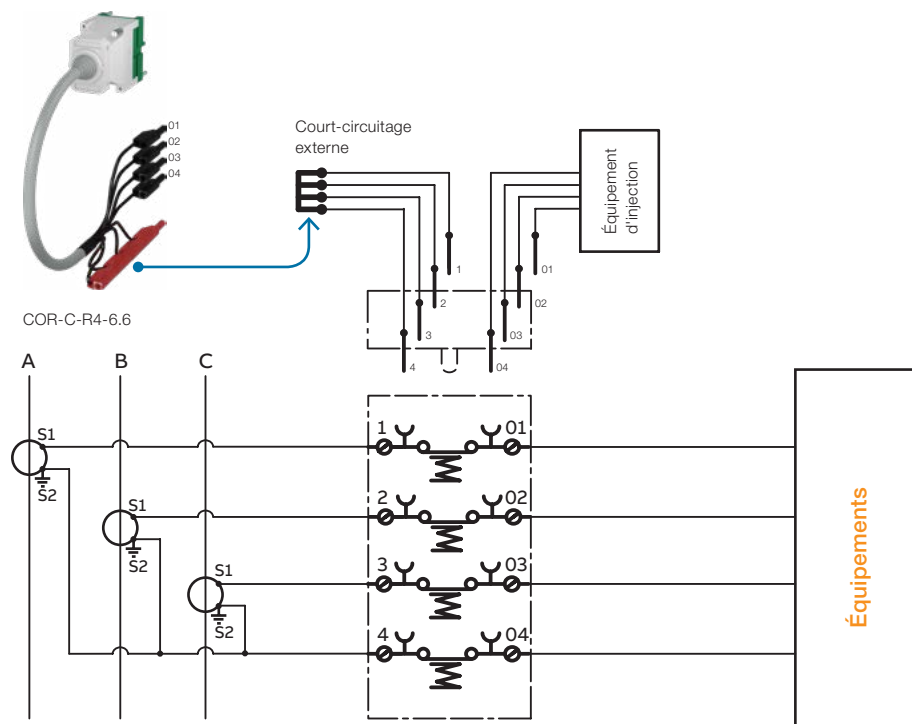 01
02
03
04
Court-circuitage
externe
Équipement
d'injection
1
01
2
02
3
03
4
04
COR-C-R4-6.6
A
B
C
S1
S2
S1
S2
S1
S2
1
01
2
02
3
03
4
04
Équipements